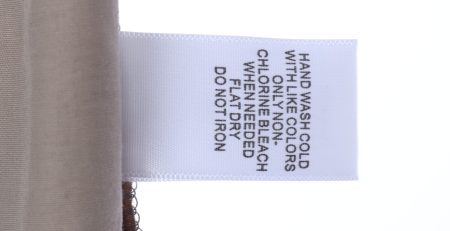 HAND WASH COLD
WITH LIKE COLORS
ONLY NON-
CHLORINE BLEACH
WHEN NEEDED
FLAT DRY
DO NOT IRON